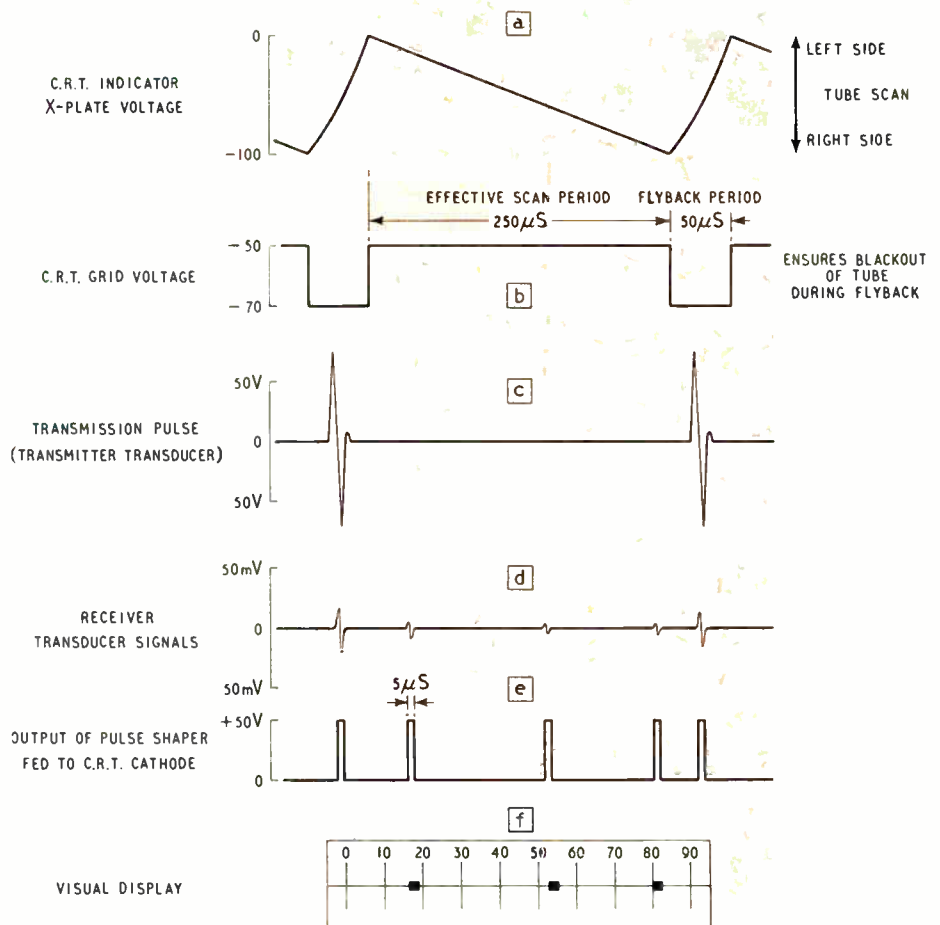 a
0
LEFT SIDE
C.R.T. INDICATOR
X-PLATE VOLTAGE
TUBE SCAN
-100
RIGHT SIDE
EFFECTIVE SCAN PERIOD
FLYBACK PERIOD
250µS
50µS
-50
C.R.T. GRID VOLTAGE
ENSURES BLACKOUT
OF TUBE
DURING FLYBACK
b
-70
50V
c
TRANSMISSION PULSE
(TRANSMITTER TRANSDUCER)
0
50V
50mV
d
RECEIVER
TRANSDUCER SIGNALS
0
50mV
e
5µS
+50V
OUTPUT OF PULSE SHAPER
FED TO C.R.T. CATHODE
0
f
0 10 20 30 40 50 60 70 80 90
VISUAL DISPLAY